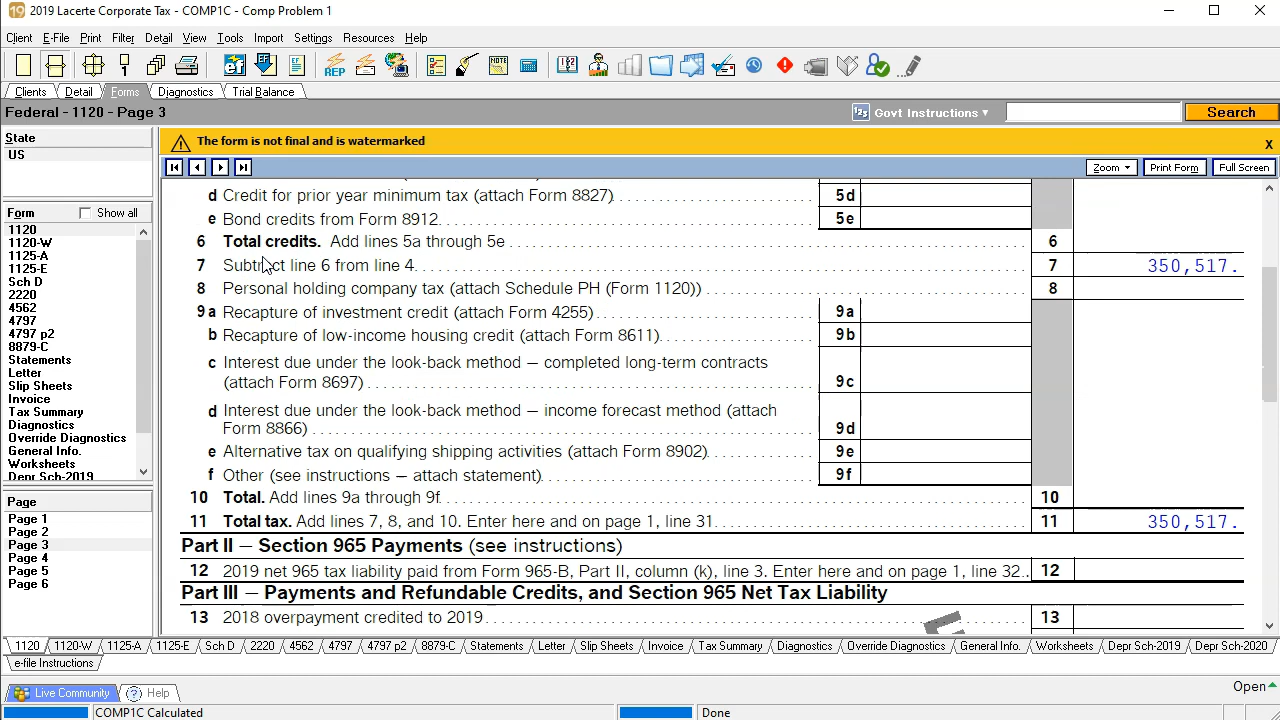 2019 Lacerte Corporate Tax - COMP1C - Comp Problem 1
Client E-File Print Filter Detail View Tools Import Settings Resources Help
Clients Detail Forms Diagnostics Trial Balance
Federal - 1120 - Page 3
Govt Instructions
Search
State
US
The form is not final and is watermarked
x
Zoom
Print Form
Full Screen
Form
Show all
1120
1120-W
1125-A
1125-E
Sch D
2220
4562
4797
4797 p2
8879-C
Statements
Letter
Slip Sheets
Invoice
Tax Summary
Diagnostics
Override Diagnostics
General Info.
Worksheets
Depr Sch-2019
Page
Page 1
Page 2
Page 3
Page 4
Page 5
Page 6
d Credit for prior year minimum tax (attach Form 8827) 5d
e Bond credits from Form 8912 5e
6 Total credits. Add lines 5a through 5e 6
7 Subtract line 6 from line 4 7 350,517.
8 Personal holding company tax (attach Schedule PH (Form 1120)) 8
9 a Recapture of investment credit (attach Form 4255) 9a
b Recapture of low-income housing credit (attach Form 8611) 9b
c Interest due under the look-back method — completed long-term contracts
(attach Form 8697) 9c
d Interest due under the look-back method — income forecast method (attach
Form 8866) 9d
e Alternative tax on qualifying shipping activities (attach Form 8902) 9e
f Other (see instructions — attach statement) 9f
10 Total. Add lines 9a through 9f 10
11 Total tax. Add lines 7, 8, and 10. Enter here and on page 1, line 31 11 350,517.
Part II — Section 965 Payments (see instructions)
12 2019 net 965 tax liability paid from Form 965-B, Part II, column (k), line 3. Enter here and on page 1, line 32 12
Part III — Payments and Refundable Credits, and Section 965 Net Tax Liability
13 2018 overpayment credited to 2019 13
1120 1120-W 1125-A 1125-E Sch D 2220 4562 4797 4797 p2 8879-C Statements Letter Slip Sheets Invoice Tax Summary Diagnostics Override Diagnostics General Info. Worksheets Depr Sch-2019 Depr Sch-2020
e-file Instructions
Live Community Help
Open
COMP1C Calculated
Done